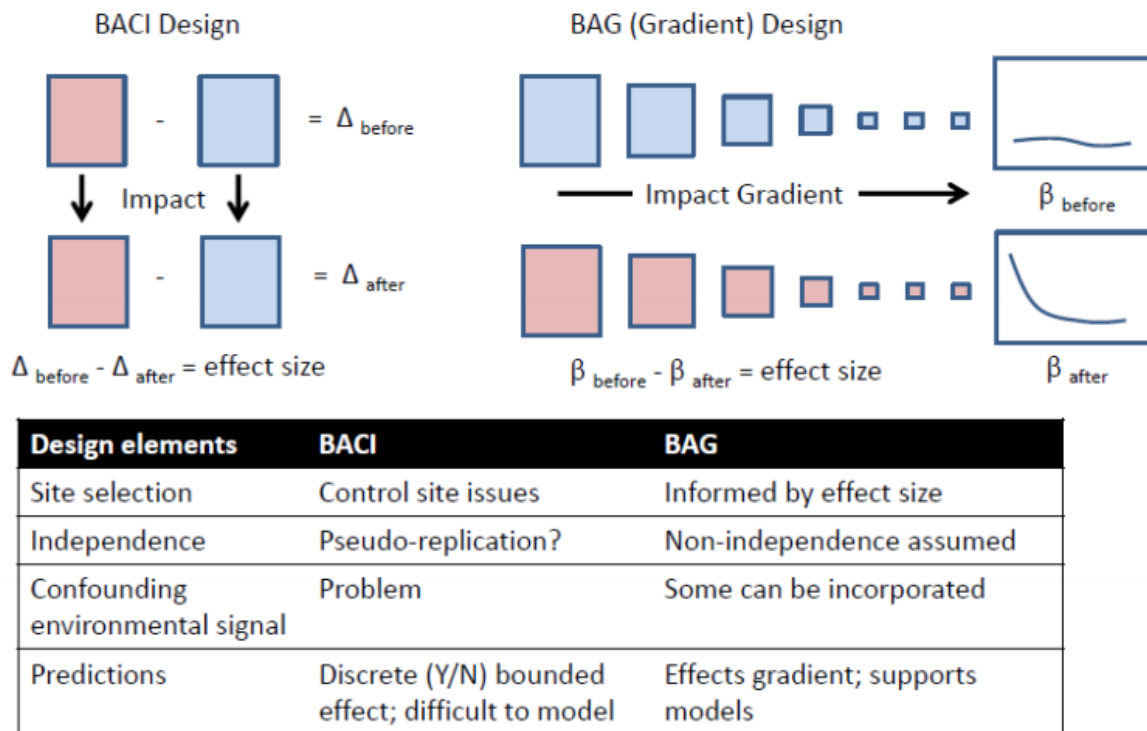 BACI Design
- = Δ before
Impact
- = Δ after
Δ before - Δ after = effect size
BAG (Gradient) Design
β before
Impact Gradient
β after
β before - β after = effect size
Design elements BACI BAG
Site selection Control site issues Informed by effect size
Independence Pseudo-replication? Non-independence assumed
Confounding Problem Some can be incorporated
environmental signal
Predictions Discrete (Y/N) bounded Effects gradient; supports
effect; difficult to model models